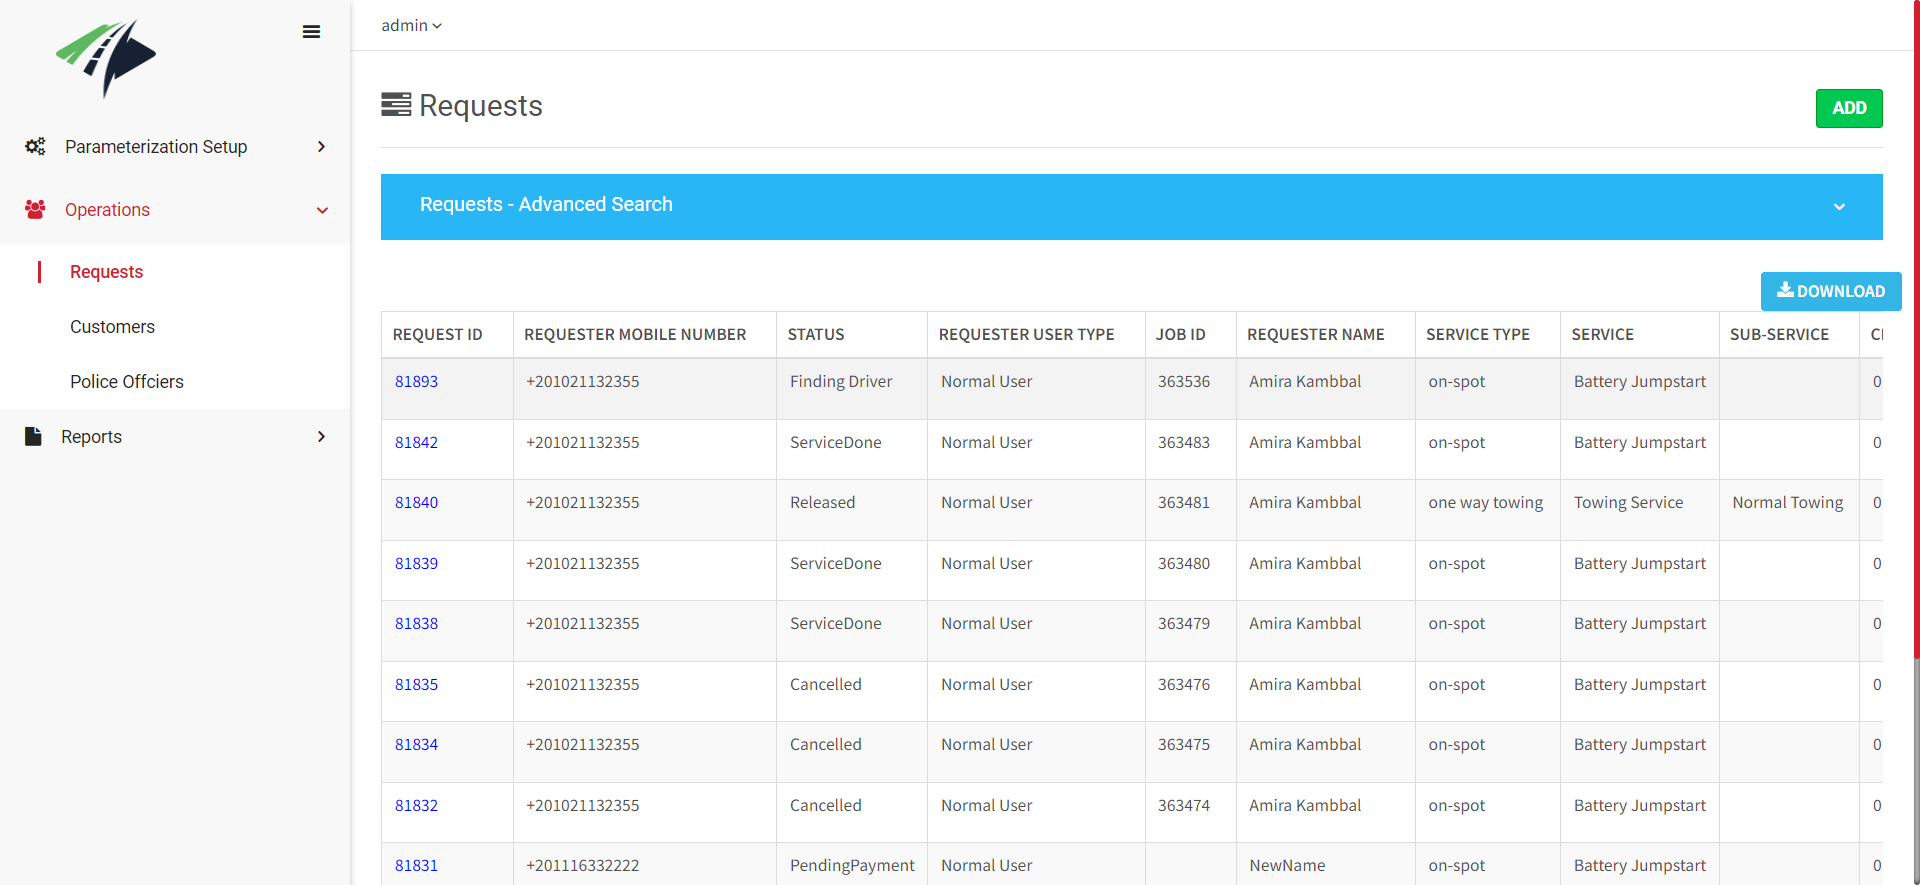 admin
Requests
ADD
Parameterization Setup
Operations
Requests
Customers
Police Offciers
Reports
Requests - Advanced Search
DOWNLOAD
REQUEST ID REQUESTER MOBILE NUMBER STATUS REQUESTER USER TYPE JOB ID REQUESTER NAME SERVICE TYPE SERVICE SUB-SERVICE
81893 +201021132355 Finding Driver Normal User 363536 Amira Kambbal on-spot Battery Jumpstart 0
81842 +201021132355 ServiceDone Normal User 363483 Amira Kambbal on-spot Battery Jumpstart 0
81840 +201021132355 Released Normal User 363481 Amira Kambbal one way towing Towing Service Normal Towing 0
81839 +201021132355 ServiceDone Normal User 363480 Amira Kambbal on-spot Battery Jumpstart 0
81838 +201021132355 ServiceDone Normal User 363479 Amira Kambbal on-spot Battery Jumpstart 0
81835 +201021132355 Cancelled Normal User 363476 Amira Kambbal on-spot Battery Jumpstart 0
81834 +201021132355 Cancelled Normal User 363475 Amira Kambbal on-spot Battery Jumpstart 0
81832 +201021132355 Cancelled Normal User 363474 Amira Kambbal on-spot Battery Jumpstart 0
81831 +201116332222 PendingPayment Normal User NewName on-spot Battery Jumpstart 0